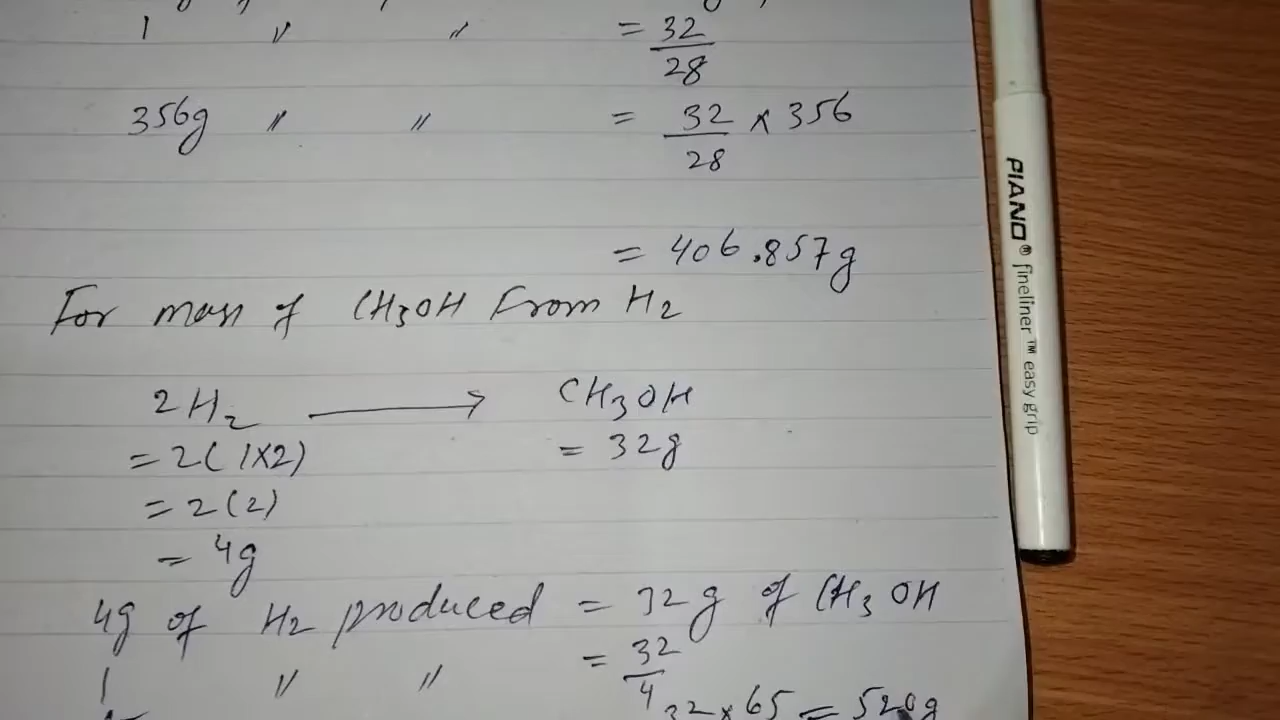 1 〃 〃 = 32/28
356g 〃 〃 = 32/28 × 356
= 406.857g
For mass of CH3OH From H2
2H2 ⟶ CH3OH
= 2(1×2) = 32g
= 2(2)
= 4g
4g of H2 produced = 32g of CH3OH
1 〃 〃 = 32/4
32 × 65 = 520g
PIANO® fineliner™ easy grip